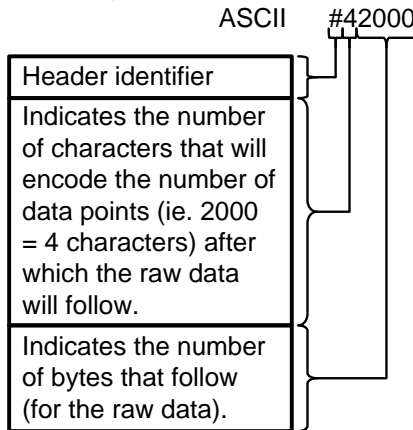 ASCII #42000
Header identifier
Indicates the number
of characters that will
encode the number of
data points (ie. 2000
= 4 characters) after
which the raw data
will follow.
Indicates the number
of bytes that follow
(for the raw data).